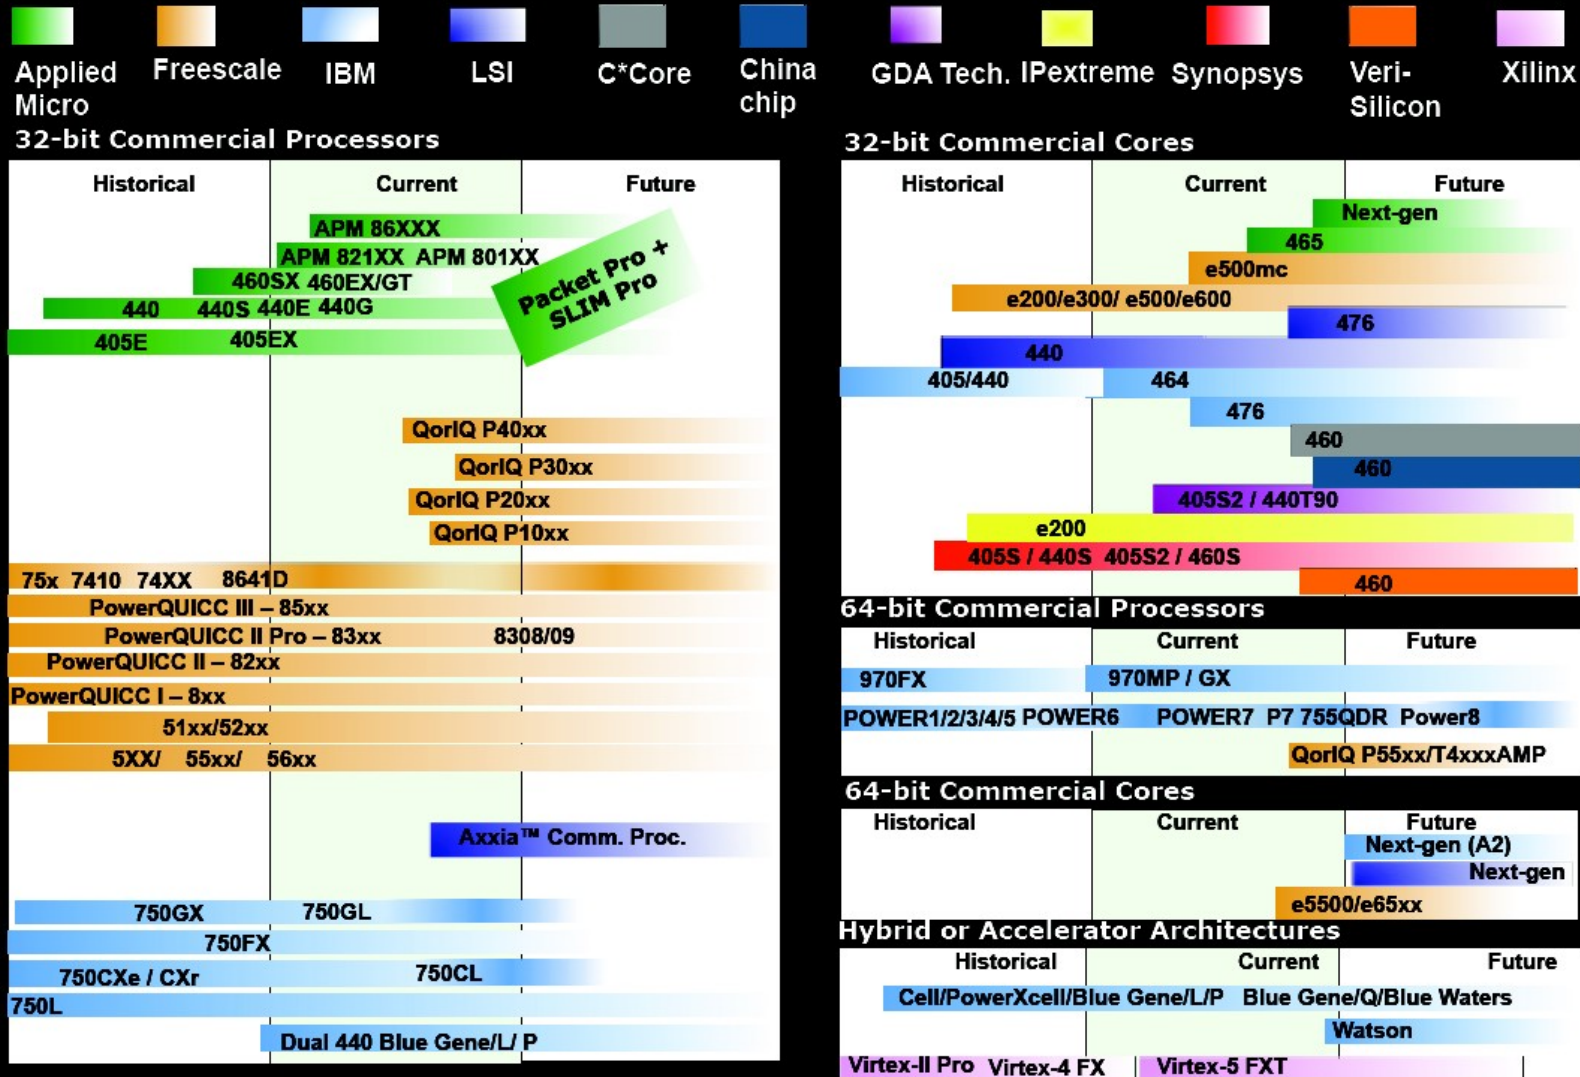 Applied
Micro
Freescale
IBM
LSI
C*Core
China
chip
GDA Tech.
IPextreme
Synopsys
Veri-
Silicon
Xilinx
32-bit Commercial Processors
Historical
Current
Future
APM 86XXX
APM 821XX APM 801XX
460SX 460EX/GT
440 440S 440E 440G
405E 405EX
Packet Pro +
SLIM Pro
QorIQ P40xx
QorIQ P30xx
QorIQ P20xx
QorIQ P10xx
75x 7410 74XX 8641D
PowerQUICC III – 85xx
PowerQUICC II Pro – 83xx 8308/09
PowerQUICC II – 82xx
PowerQUICC I – 8xx
51xx/52xx
5XX/ 55xx/ 56xx
Axxia™ Comm. Proc.
750GX 750GL
750FX
750CXe / CXr 750CL
750L
Dual 440 Blue Gene/L/ P
32-bit Commercial Cores
Historical
Current
Future
Next-gen
465
e500mc
e200/e300/ e500/e600
476
440
405/440 464
476
460
460
405S2 / 440T90
e200
405S / 440S 405S2 / 460S
460
64-bit Commercial Processors
Historical
Current
Future
970FX 970MP / GX
POWER1/2/3/4/5 POWER6 POWER7 P7 755QDR Power8
QorIQ P55xx/T4xxxAMP
64-bit Commercial Cores
Historical
Current
Future
Next-gen (A2)
Next-gen
e5500/e65xx
Hybrid or Accelerator Architectures
Historical
Current
Future
Cell/PowerXcell/Blue Gene/L/P Blue Gene/Q/Blue Waters
Watson
Virtex-II Pro Virtex-4 FX Virtex-5 FXT